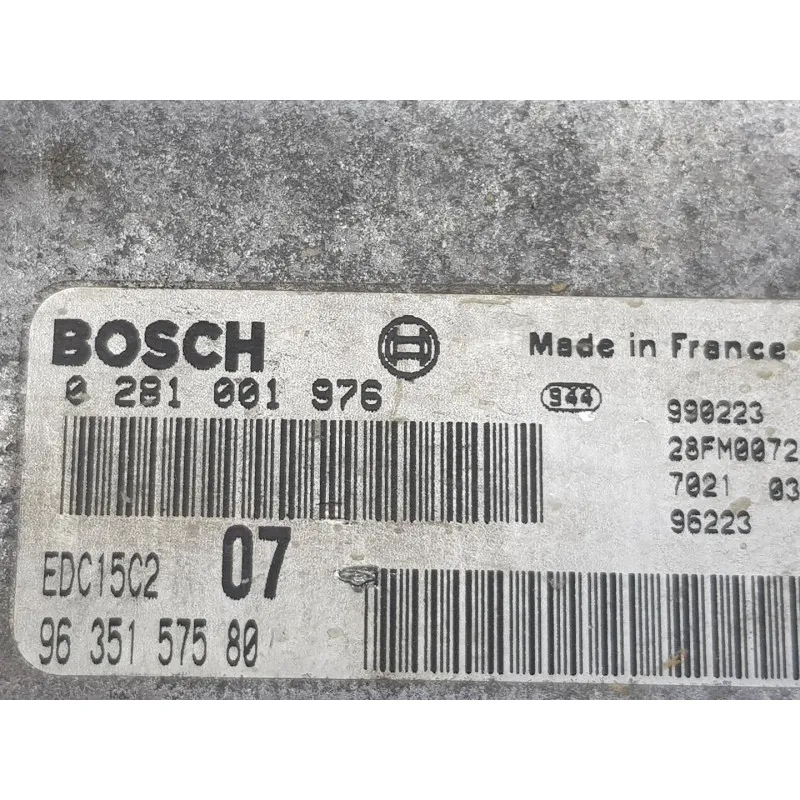 BOSCH
Made in France
0 281 001 976
944
990223
28FM0072
7021 03
96223
EDC15C2
07
96 351 575 80